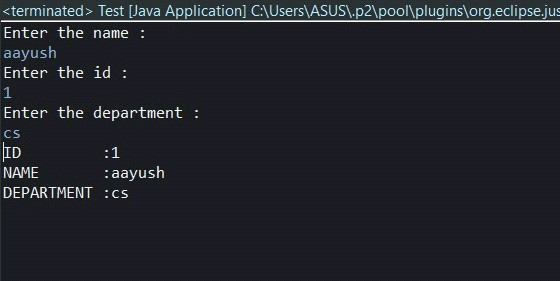 <terminated> Test [Java Application] C:\Users\ASUS\.p2\pool\plugins\org.eclipse.jus
Enter the name :
aayush
Enter the id :
1
Enter the department :
cs
ID         :1
NAME       :aayush
DEPARTMENT :cs